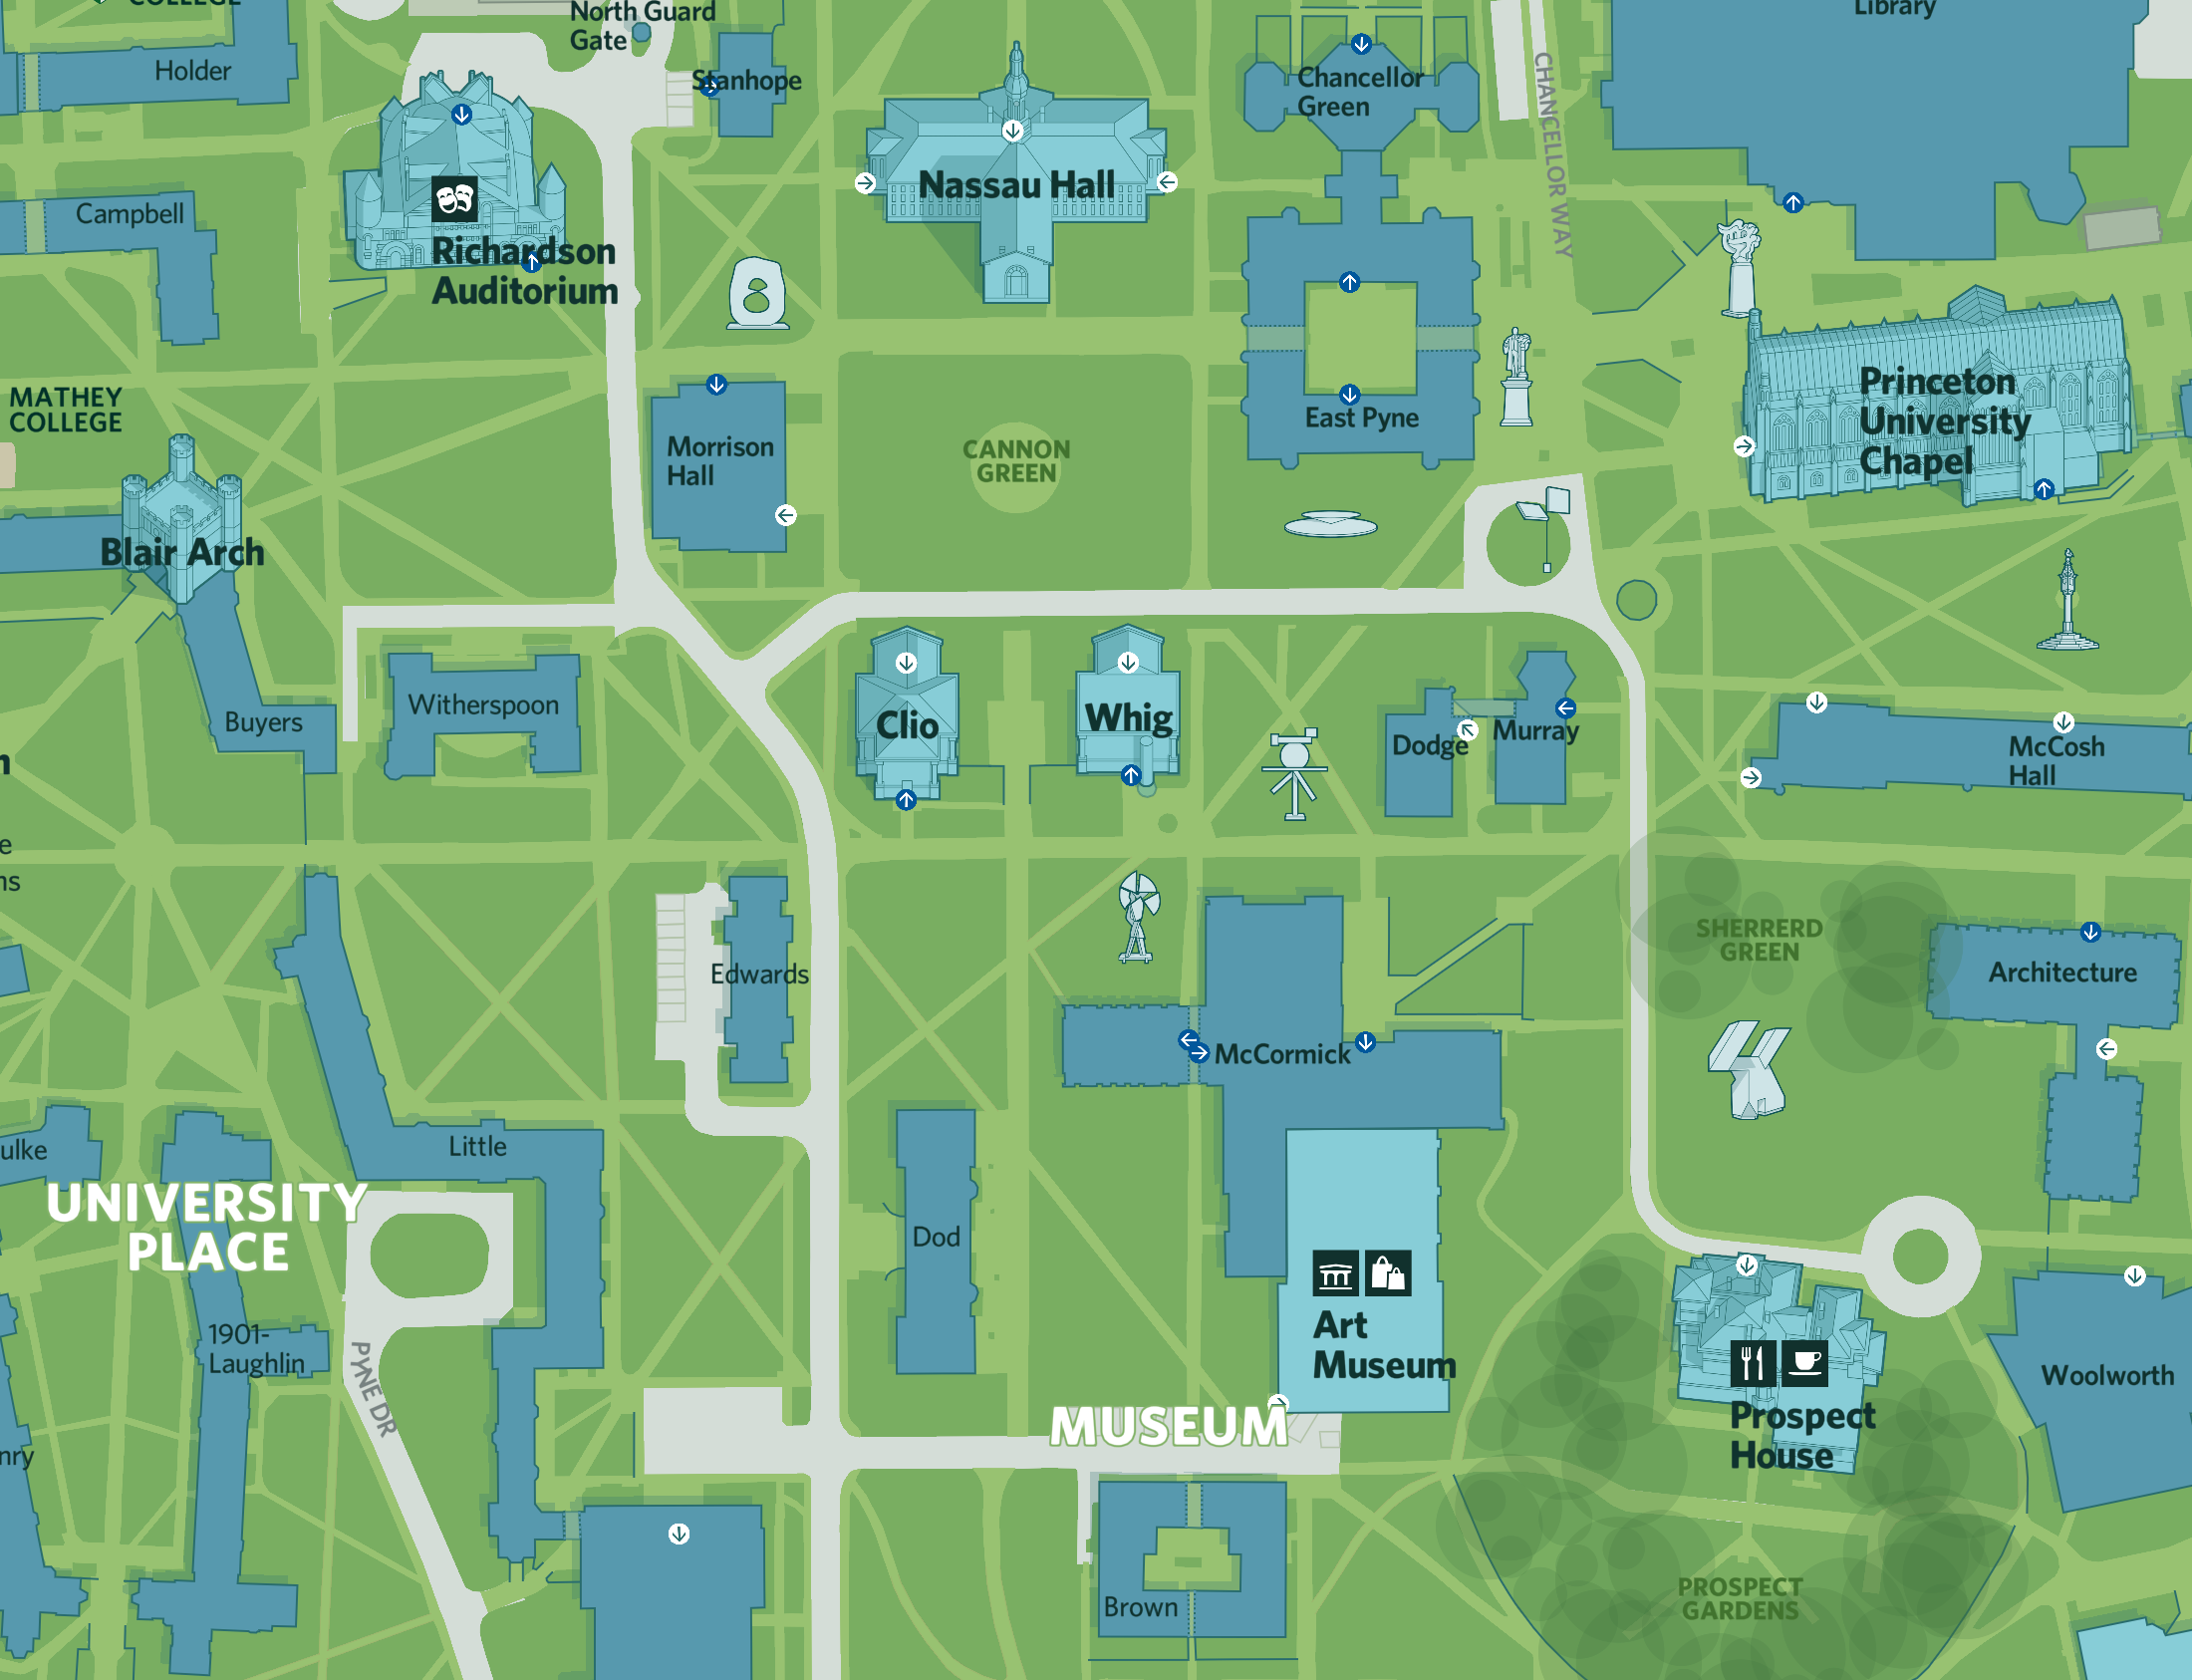 COLLEGE
North Guard
Gate
Library
Holder
Stanhope
Chancellor
Green
CHANCELLOR WAY
Nassau Hall
Campbell
Richardson
Auditorium
MATHEY
COLLEGE
Morrison
Hall
CANNON
GREEN
East Pyne
Princeton
University
Chapel
Blair Arch
Witherspoon
Buyers
Clio
Whig
Dodge
Murray
McCosh
Hall
SHERRERD
GREEN
Edwards
Architecture
McCormick
Little
ulke
UNIVERSITY
PLACE
Dod
1901-
Laughlin
PYNE DR
Art
Museum
MUSEUM
Woolworth
Prospect
House
nry
Brown
PROSPECT
GARDENS